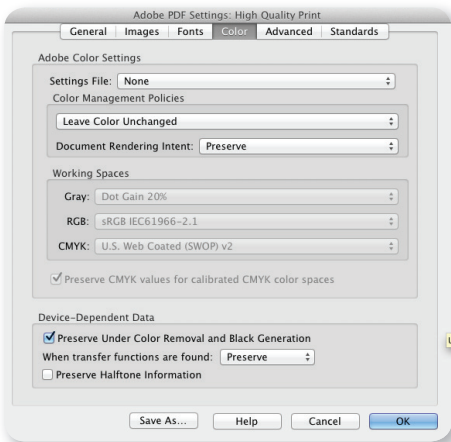 Adobe PDF Settings: High Quality Print
General Images Fonts Color Advanced Standards
Adobe Color Settings
Settings File: None
Color Management Policies
Leave Color Unchanged
Document Rendering Intent: Preserve
Working Spaces
Gray: Dot Gain 20%
RGB: sRGB IEC61966-2.1
CMYK: U.S. Web Coated (SWOP) v2
Preserve CMYK values for calibrated CMYK color spaces
Device-Dependent Data
Preserve Under Color Removal and Black Generation
When transfer functions are found: Preserve
Preserve Halftone Information
Save As... Help Cancel OK